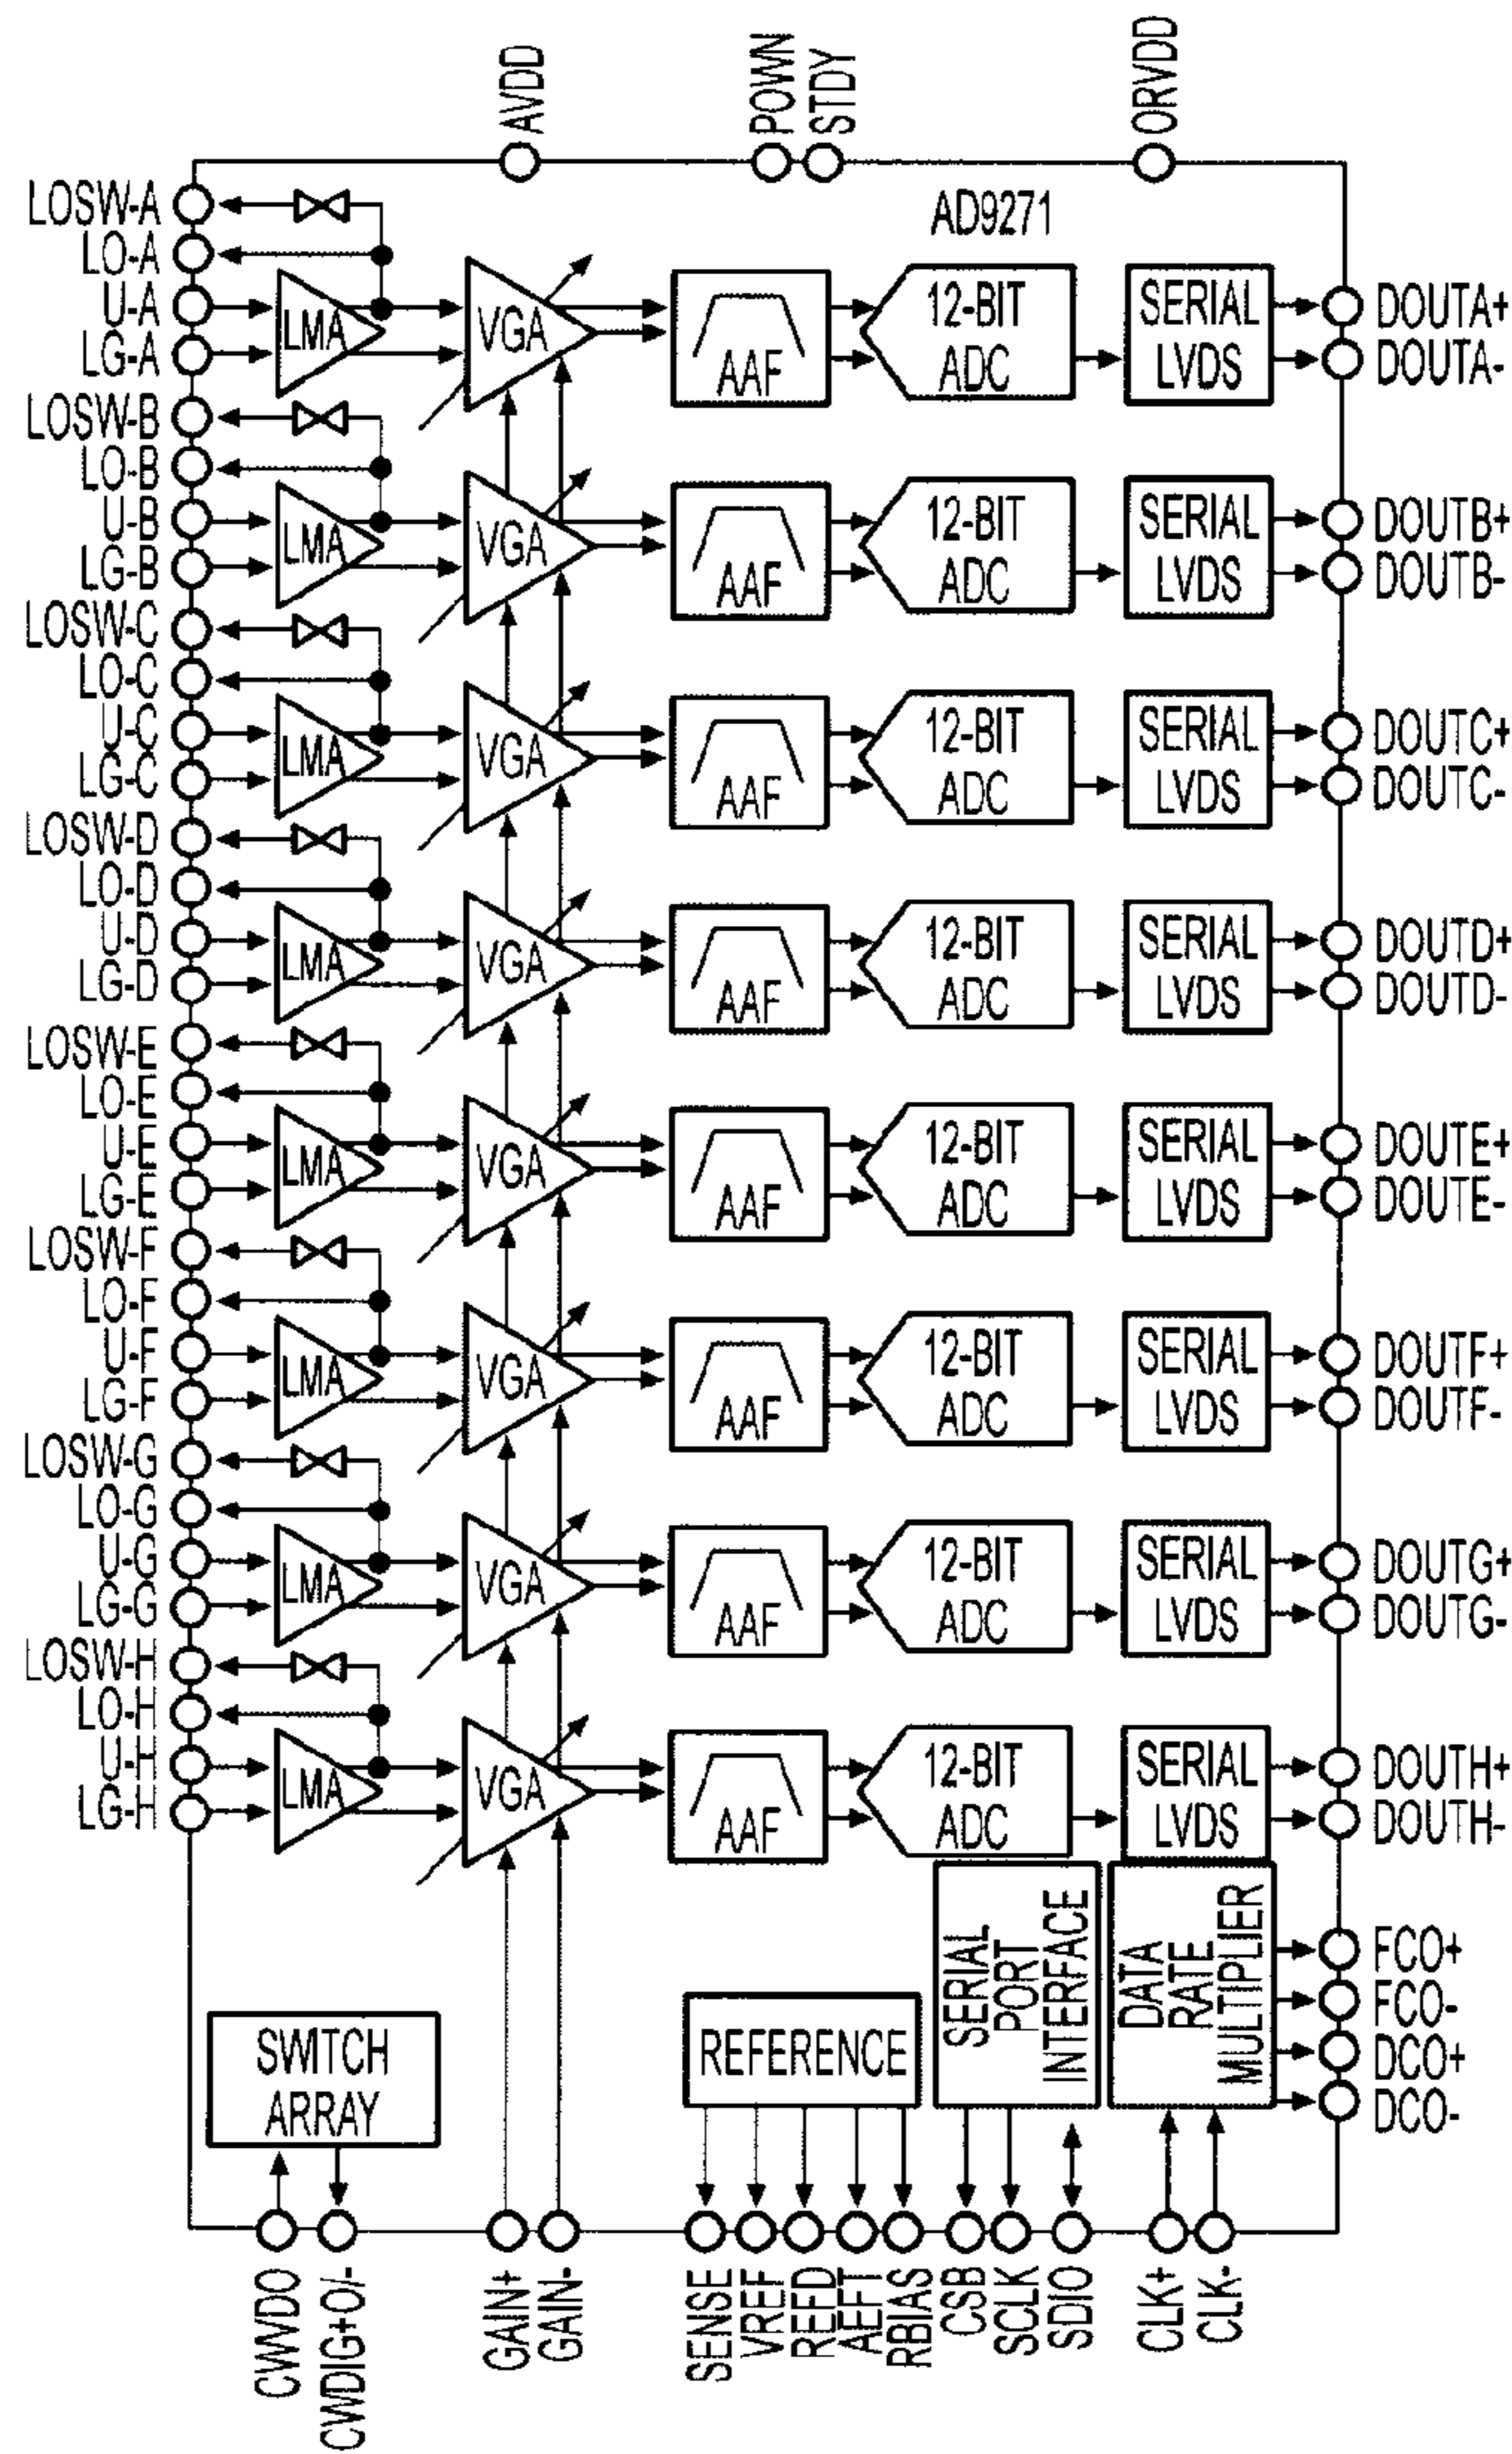 AVDD
POWN
STDY
ORVDD
AD9271
LOSW-A
LO-A
U-A
LG-A
LMA
VGA
AAF
12-BIT
ADC
SERIAL
LVDS
DOUTA+
DOUTA-
LOSW-B
LO-B
U-B
LG-B
LMA
VGA
AAF
12-BIT
ADC
SERIAL
LVDS
DOUTB+
DOUTB-
LOSW-C
LO-C
U-C
LG-C
LMA
VGA
AAF
12-BIT
ADC
SERIAL
LVDS
DOUTC+
DOUTC-
LOSW-D
LO-D
U-D
LG-D
LMA
VGA
AAF
12-BIT
ADC
SERIAL
LVDS
DOUTD+
DOUTD-
LOSW-E
LO-E
U-E
LG-E
LMA
VGA
AAF
12-BIT
ADC
SERIAL
LVDS
DOUTE+
DOUTE-
LOSW-F
LO-F
U-F
LG-F
LMA
VGA
AAF
12-BIT
ADC
SERIAL
LVDS
DOUTF+
DOUTF-
LOSW-G
LO-G
U-G
LG-G
LMA
VGA
AAF
12-BIT
ADC
SERIAL
LVDS
DOUTG+
DOUTG-
LOSW-H
LO-H
U-H
LG-H
LMA
VGA
AAF
12-BIT
ADC
SERIAL
LVDS
DOUTH+
DOUTH-
SWITCH
ARRAY
REFERENCE
SERIAL
PORT
INTERFACE
DATA
RATE
MULTIPLIER
FCO+
FCO-
DCO+
DCO-
CWVDO
CWDIG+O/-
GAIN+
GAIN-
SENSE
VREF
REFD
AEFT
RBIAS
CSB
SCLK
SDIO
CLK+
CLK-